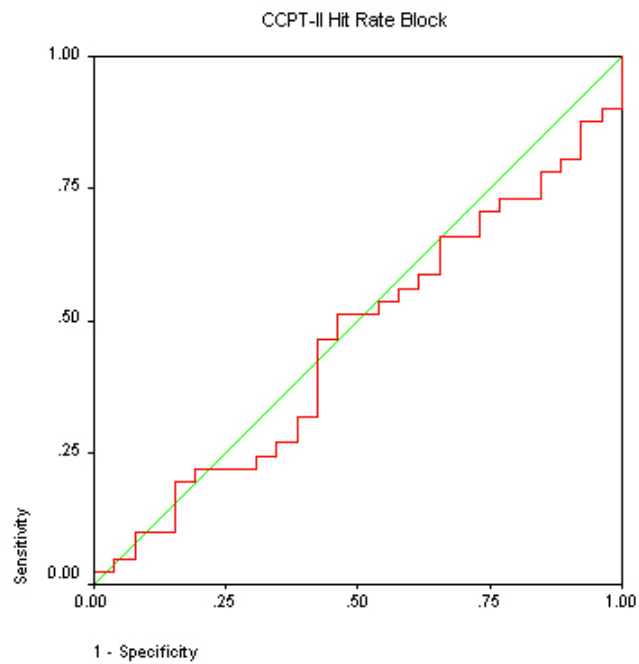 CCPT-II Hit Rate Block
1.00
.75
.50
.25
0.00
Sensitivity
0.00 .25 .50 .75 1.00
1 - Specificity